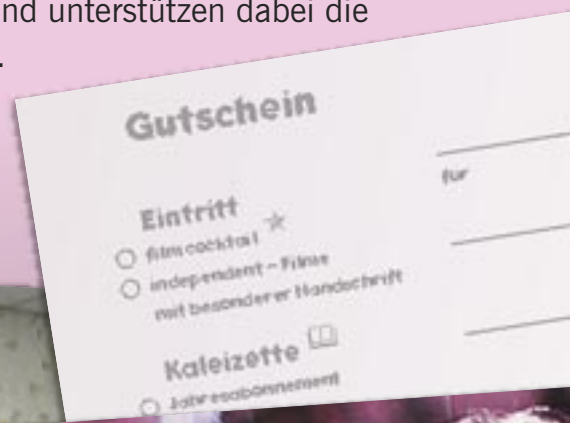 nd unterstützen dabei die
.
Gutschein
für
Eintritt
filmcocktail
independent-Filme
mit besonderer Handschrift
Kaleizette
Jahresabonnement